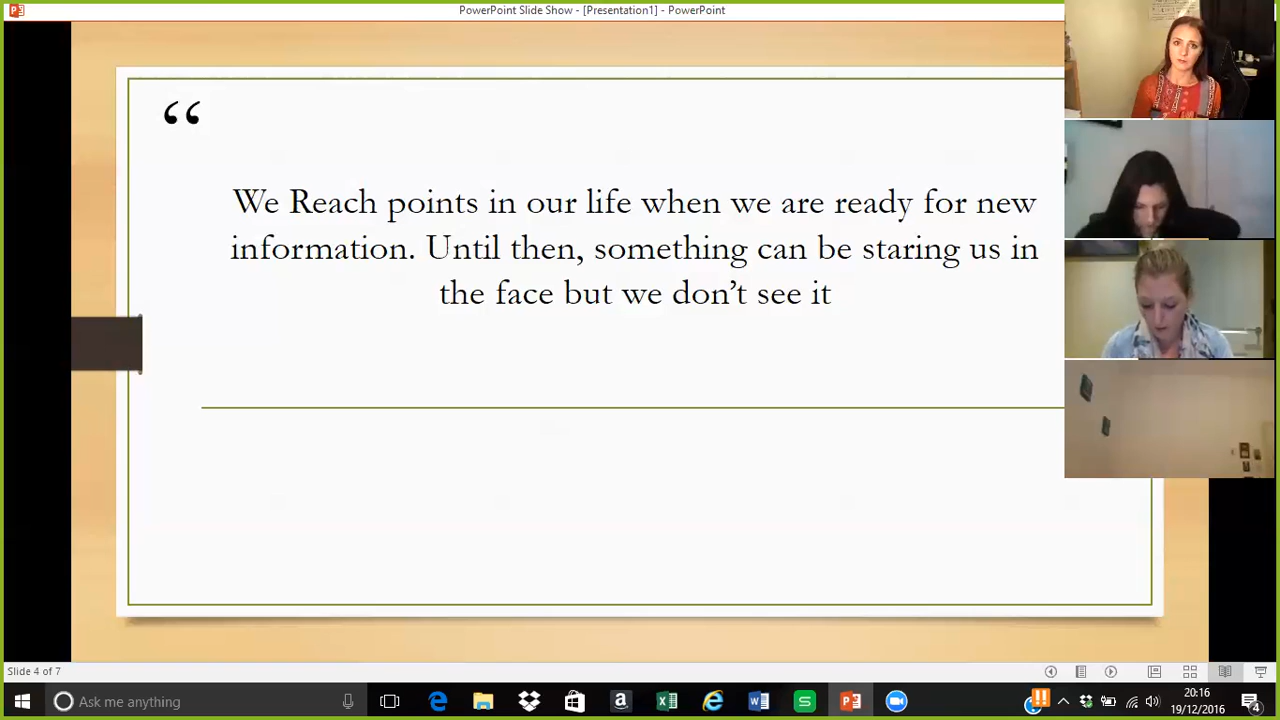 PowerPoint Slide Show - [Presentation1] - PowerPoint
“
We Reach points in our life when we are ready for new
information. Until then, something can be staring us in
the face but we don’t see it
Slide 4 of 7
Ask me anything
20:16
19/12/2016
4